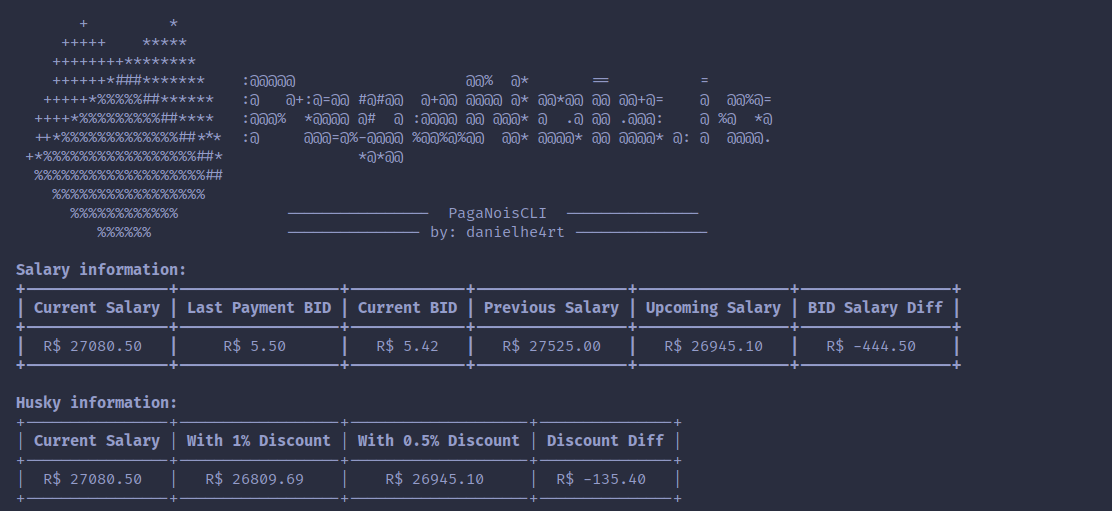 PagaNoisCLI
by: danielhe4rt
Salary information:
Current Salary | Last Payment BID | Current BID | Previous Salary | Upcoming Salary | BID Salary Diff
R$ 27080.50 | R$ 5.50 | R$ 5.42 | R$ 27525.00 | R$ 26945.10 | R$ -444.50
Husky information:
Current Salary | With 1% Discount | With 0.5% Discount | Discount Diff
R$ 27080.50 | R$ 26809.69 | R$ 26945.10 | R$ -135.40